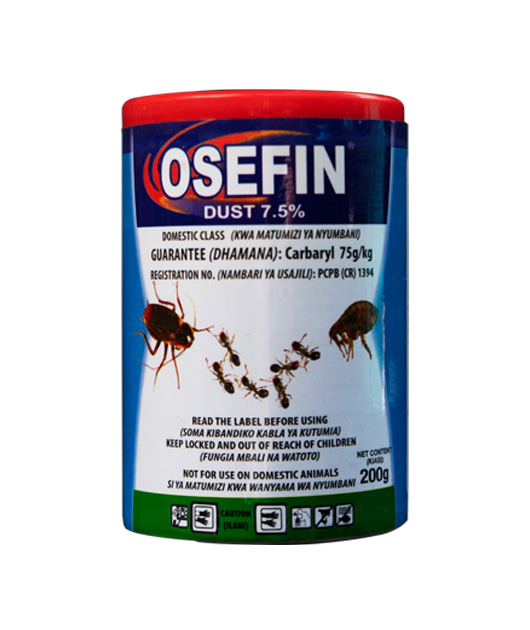 OSEFIN®
DUST 7.5%
DOMESTIC CLASS (KWA MATUMIZI YA NYUMBANI)
GUARANTEE (DHAMANA): Carbaryl 75g/kg
REGISTRATION NO. (NAMBARI YA USAJILI): PCPB (CR) 1394
READ THE LABEL BEFORE USING
(SOMA KIBANDIKO KABLA YA KUTUMIA)
KEEP LOCKED AND OUT OF REACH OF CHILDREN
(FUNGIA MBALI NA WATOTO)
NOT FOR USE ON DOMESTIC ANIMALS
SI YA MATUMIZI KWA WANYAMA WA NYUMBANI
NET CONTENT
(KIASI)
200g
CAUTION
(ILANI)